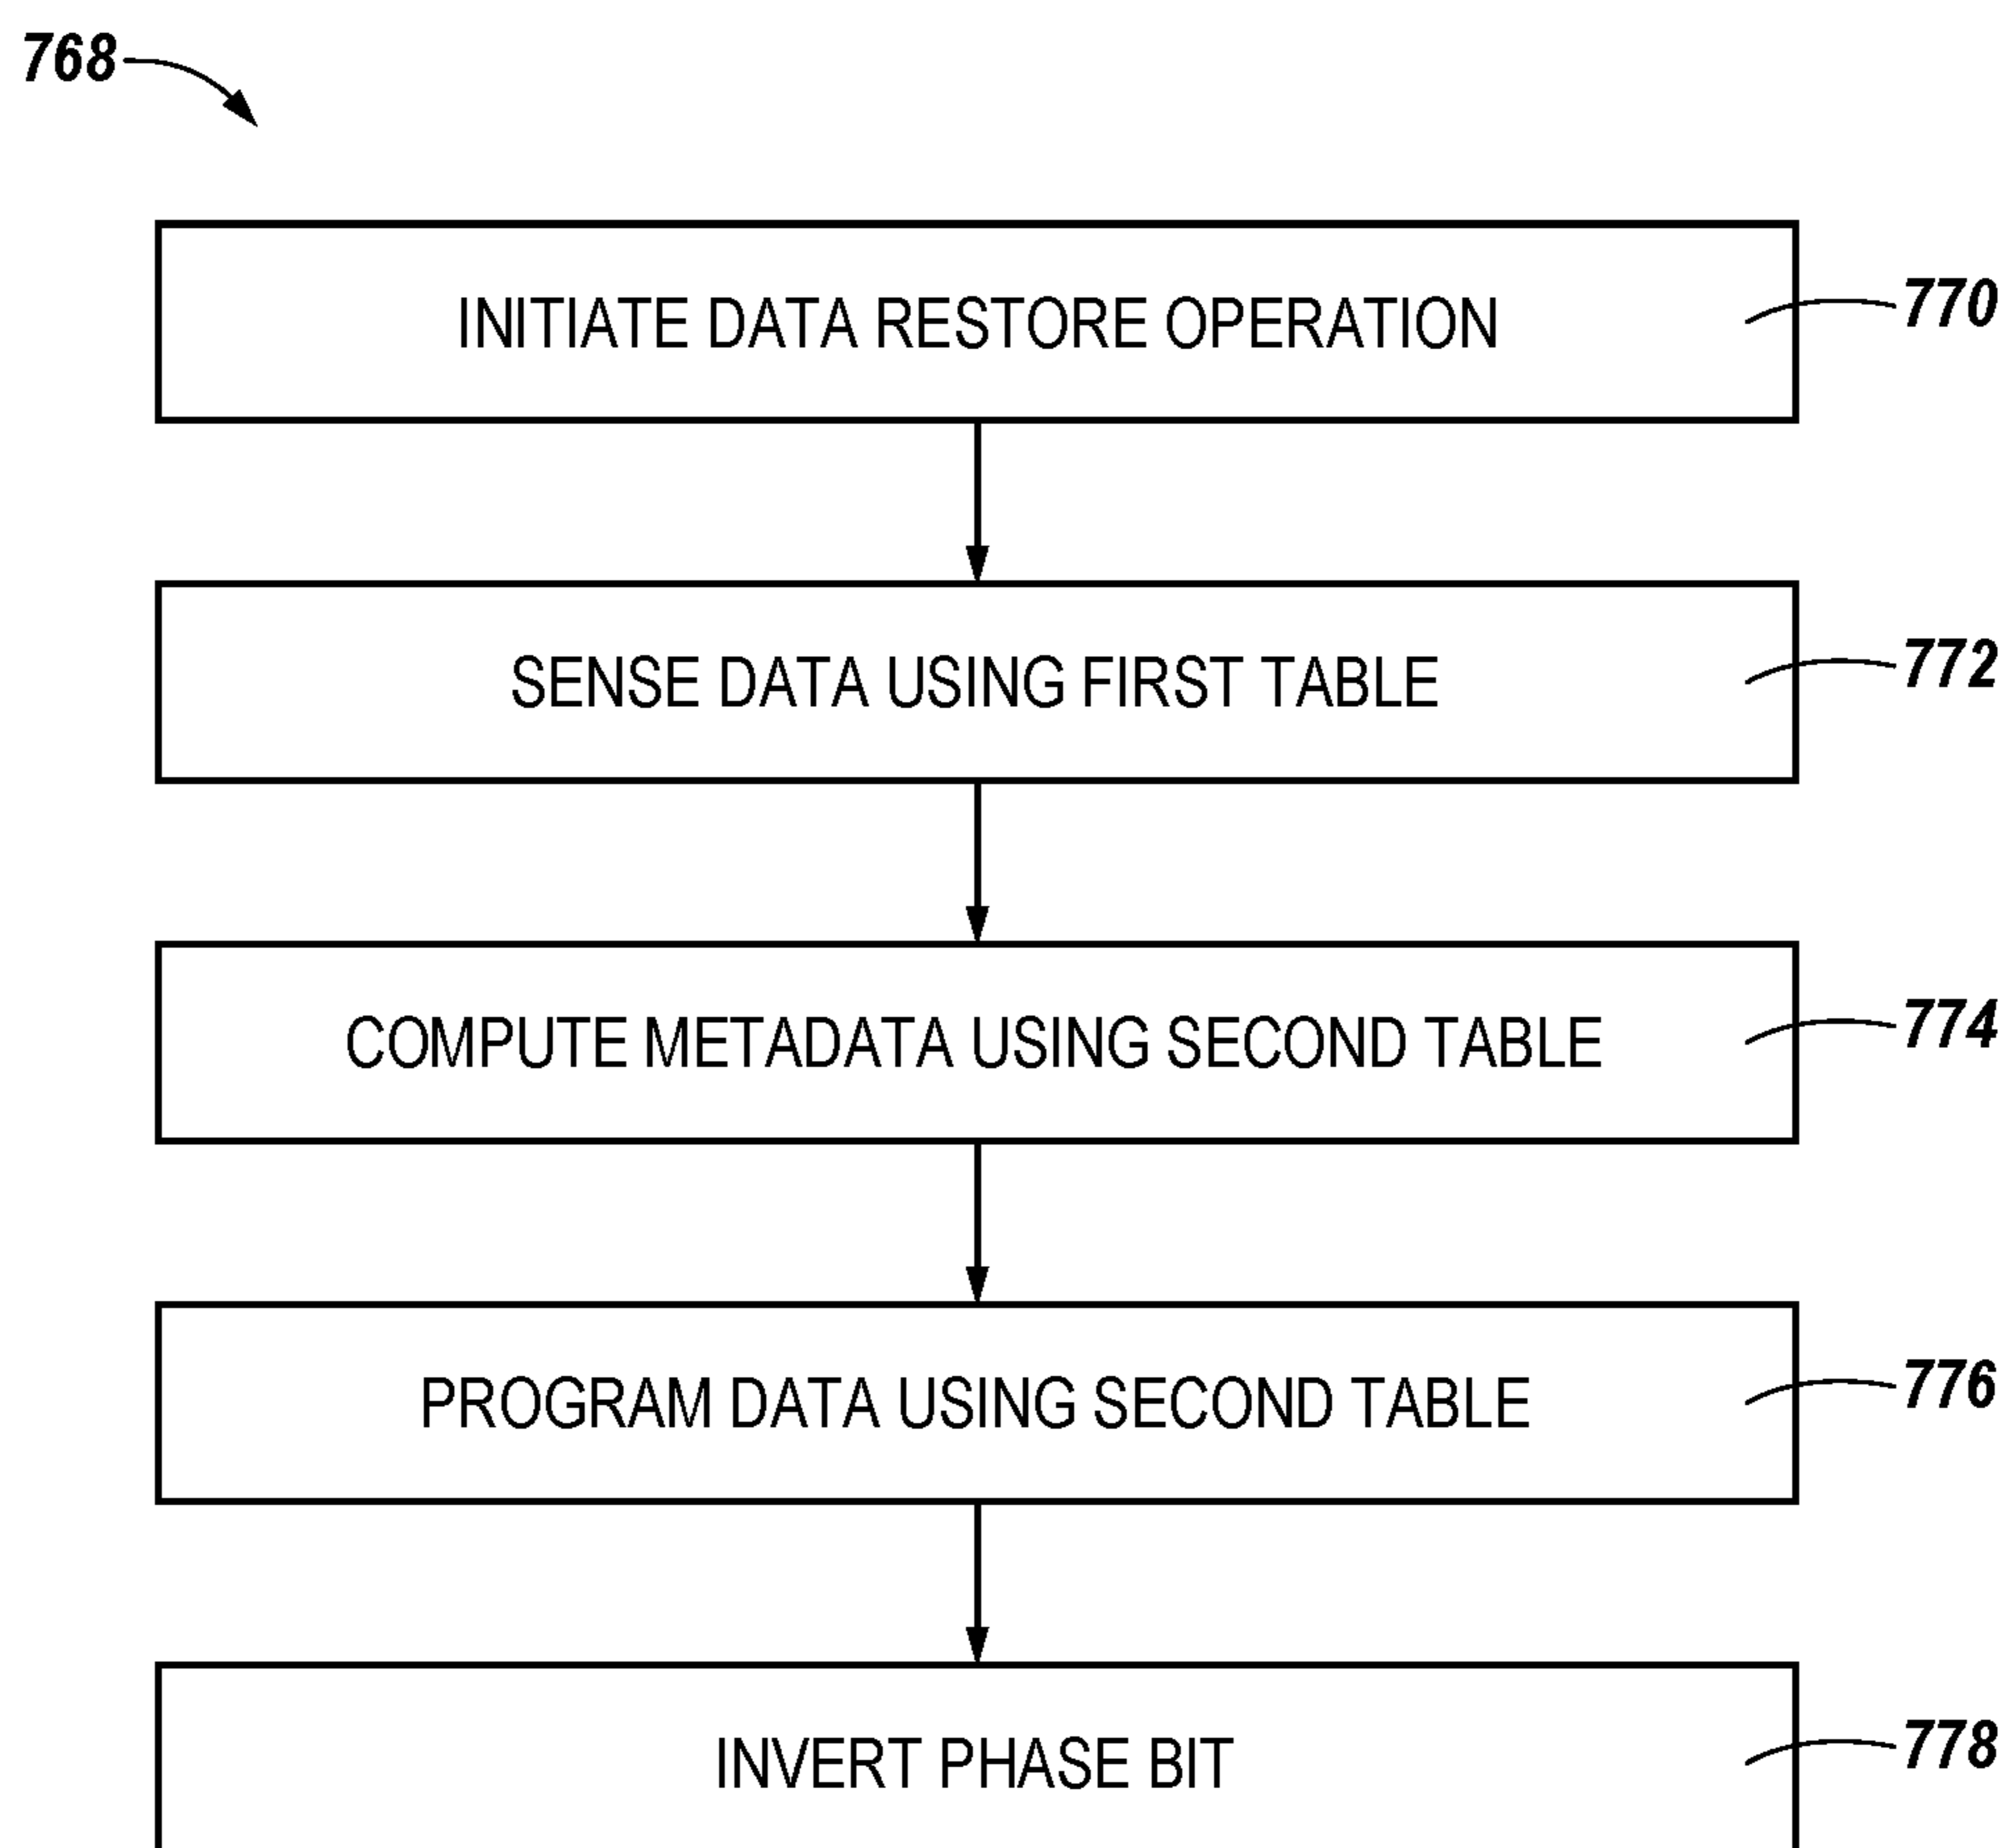 768
INITIATE DATA RESTORE OPERATION
770
SENSE DATA USING FIRST TABLE
772
COMPUTE METADATA USING SECOND TABLE
774
PROGRAM DATA USING SECOND TABLE
776
INVERT PHASE BIT
778